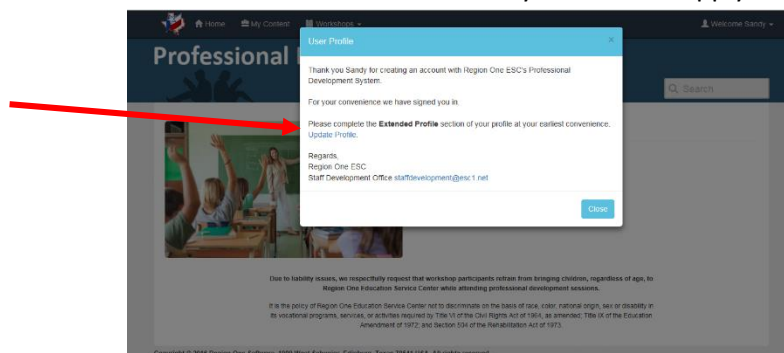 Home My Content Workshops Welcome Sandy
Professional
User Profile ×
Search
Thank you Sandy for creating an account with Region One ESC's Professional
Development System.
For your convenience we have signed you in.
Please complete the Extended Profile section of your profile at your earliest convenience.
Update Profile.
Regards,
Region One ESC
Staff Development Office staffdevelopment@esc1.net
Close
Due to liability issues, we respectfully request that workshop participants refrain from bringing children, regardless of age, to
Region One Education Service Center while attending professional development sessions.
It is the policy of Region One Education Service Center not to discriminate on the basis of race, color, national origin, sex or disability in
its vocational programs, services, or activities required by Title VI of the Civil Rights Act of 1964, as amended; Title IX of the Education
Amendment of 1972; and Section 504 of the Rehabilitation Act of 1973.